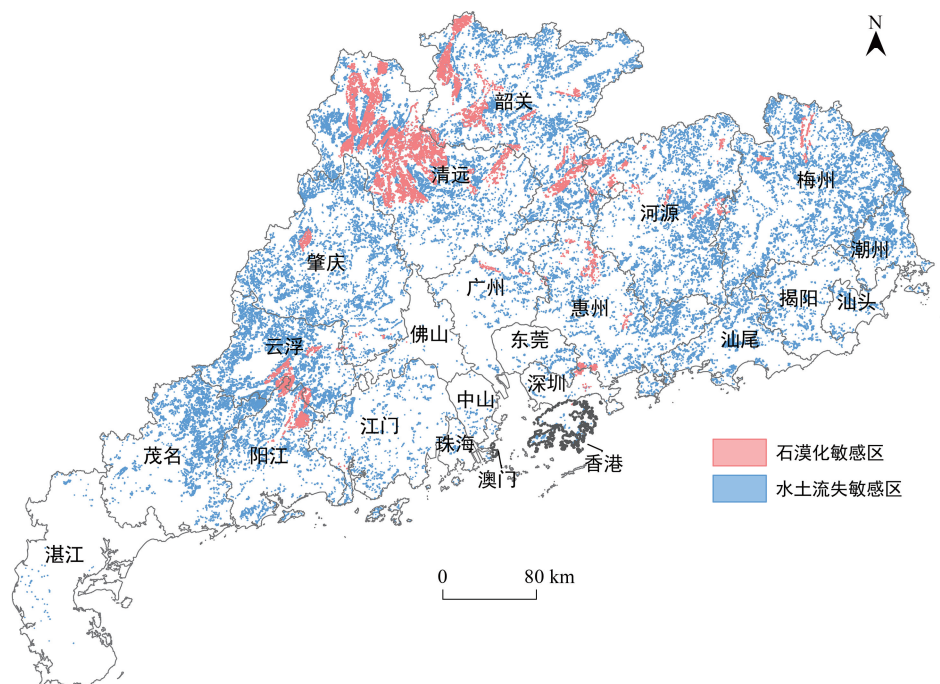 N
韶关
清远
梅州
河源
潮州
肇庆
广州
揭阳
汕头
惠州
佛山
东莞
汕尾
云浮
深圳
中山
江门
珠海
茂名
阳江
香港
澳门
石漠化敏感区
水土流失敏感区
湛江
0 80 km